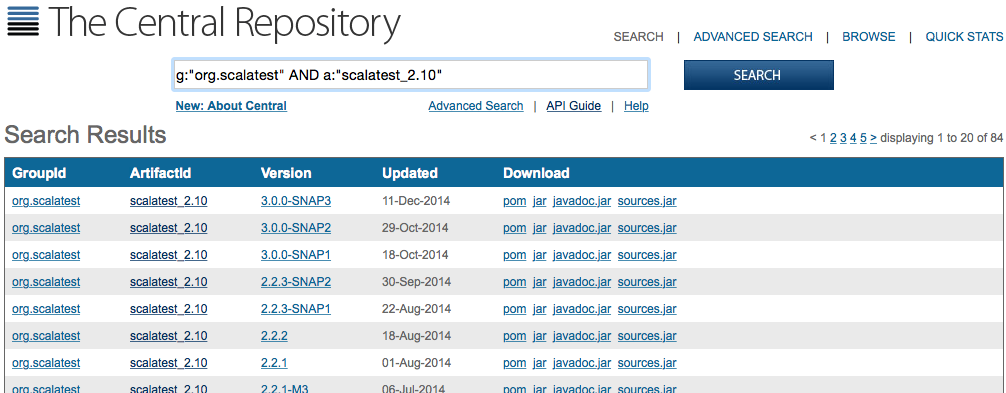 The Central Repository
SEARCH | ADVANCED SEARCH | BROWSE | QUICK STATS
g:"org.scalatest" AND a:"scalatest_2.10" SEARCH
New: About Central Advanced Search | API Guide | Help
Search Results < 1 2 3 4 5 > displaying 1 to 20 of 84
GroupId ArtifactId Version Updated Download
org.scalatest scalatest_2.10 3.0.0-SNAP3 11-Dec-2014 pom jar javadoc.jar sources.jar
org.scalatest scalatest_2.10 3.0.0-SNAP2 29-Oct-2014 pom jar javadoc.jar sources.jar
org.scalatest scalatest_2.10 3.0.0-SNAP1 18-Oct-2014 pom jar javadoc.jar sources.jar
org.scalatest scalatest_2.10 2.2.3-SNAP2 30-Sep-2014 pom jar javadoc.jar sources.jar
org.scalatest scalatest_2.10 2.2.3-SNAP1 22-Aug-2014 pom jar javadoc.jar sources.jar
org.scalatest scalatest_2.10 2.2.2 18-Aug-2014 pom jar javadoc.jar sources.jar
org.scalatest scalatest_2.10 2.2.1 01-Aug-2014 pom jar javadoc.jar sources.jar
org.scalatest scalatest_2.10 2.2.1-M3 06-Jul-2014 pom jar javadoc.jar sources.jar